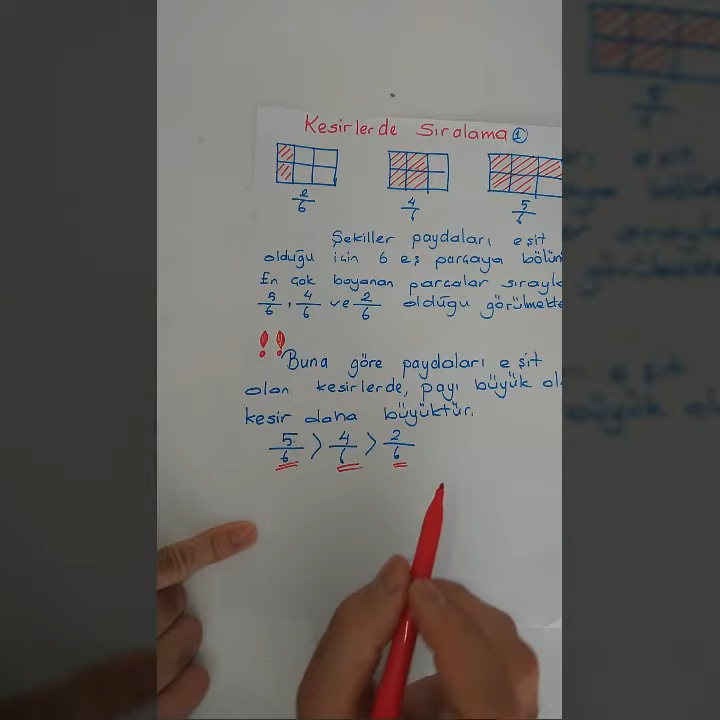 Kesirlerde Sıralama 1
2/6 4/6 5/6
Şekiller paydaları eşit
olduğu için 6 eş parçaya
En çok boyanan parçalar
5/6, 4/6 ve 2/6 olduğu
!! Buna göre paydaları eşit
olan kesirlerde, payı büyük
kesir daha büyüktür.
5/6 > 4/6 > 2/6